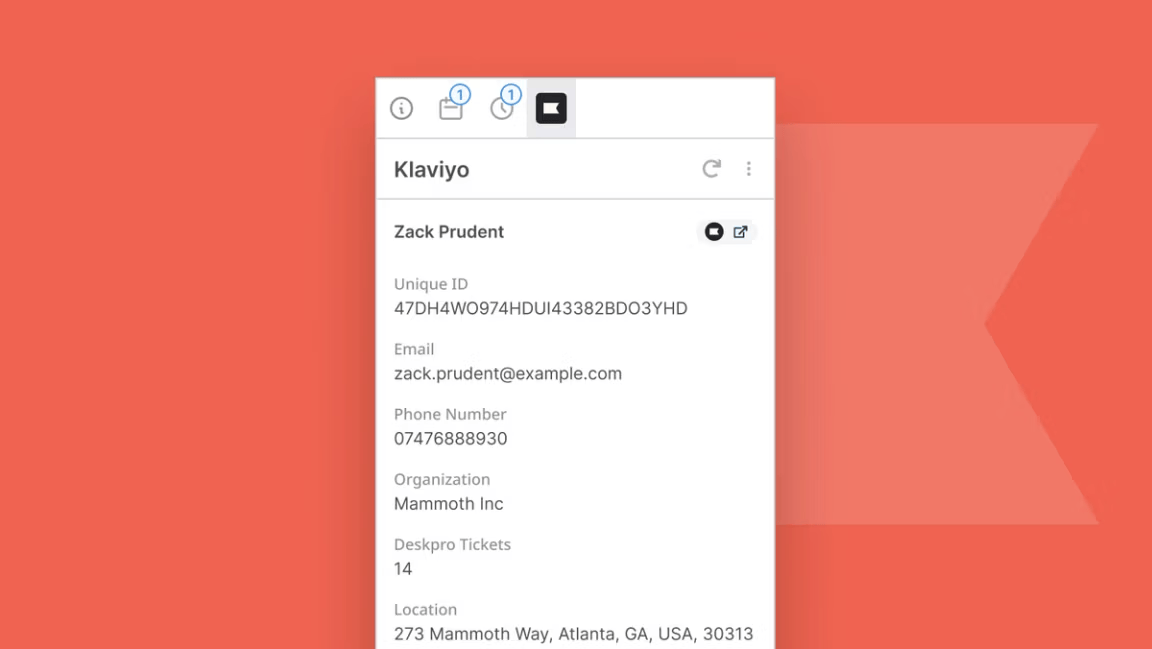 1
1
Klaviyo
Zack Prudent
Unique ID
47DH4WO974HDUI43382BDO3YHD
Email
zack.prudent@example.com
Phone Number
07476888930
Organization
Mammoth Inc
Deskpro Tickets
14
Location
273 Mammoth Way, Atlanta, GA, USA, 30313